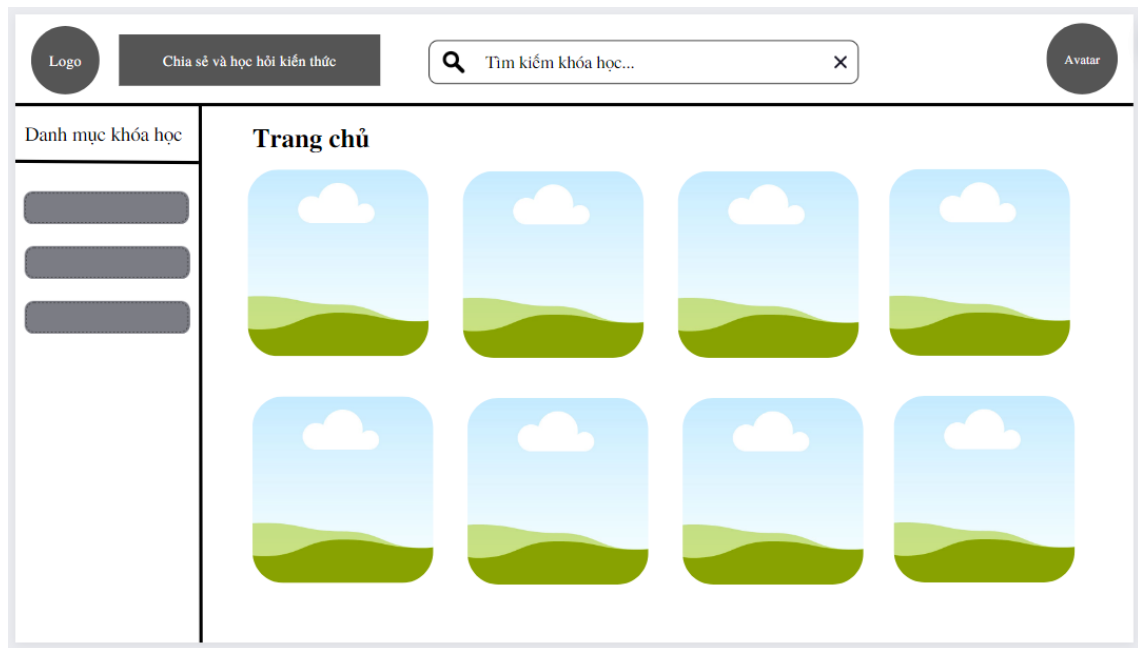 Logo
Chia sẻ và học hỏi kiến thức
Tìm kiếm khóa học...
Avatar
Danh mục khóa học
Trang chủ